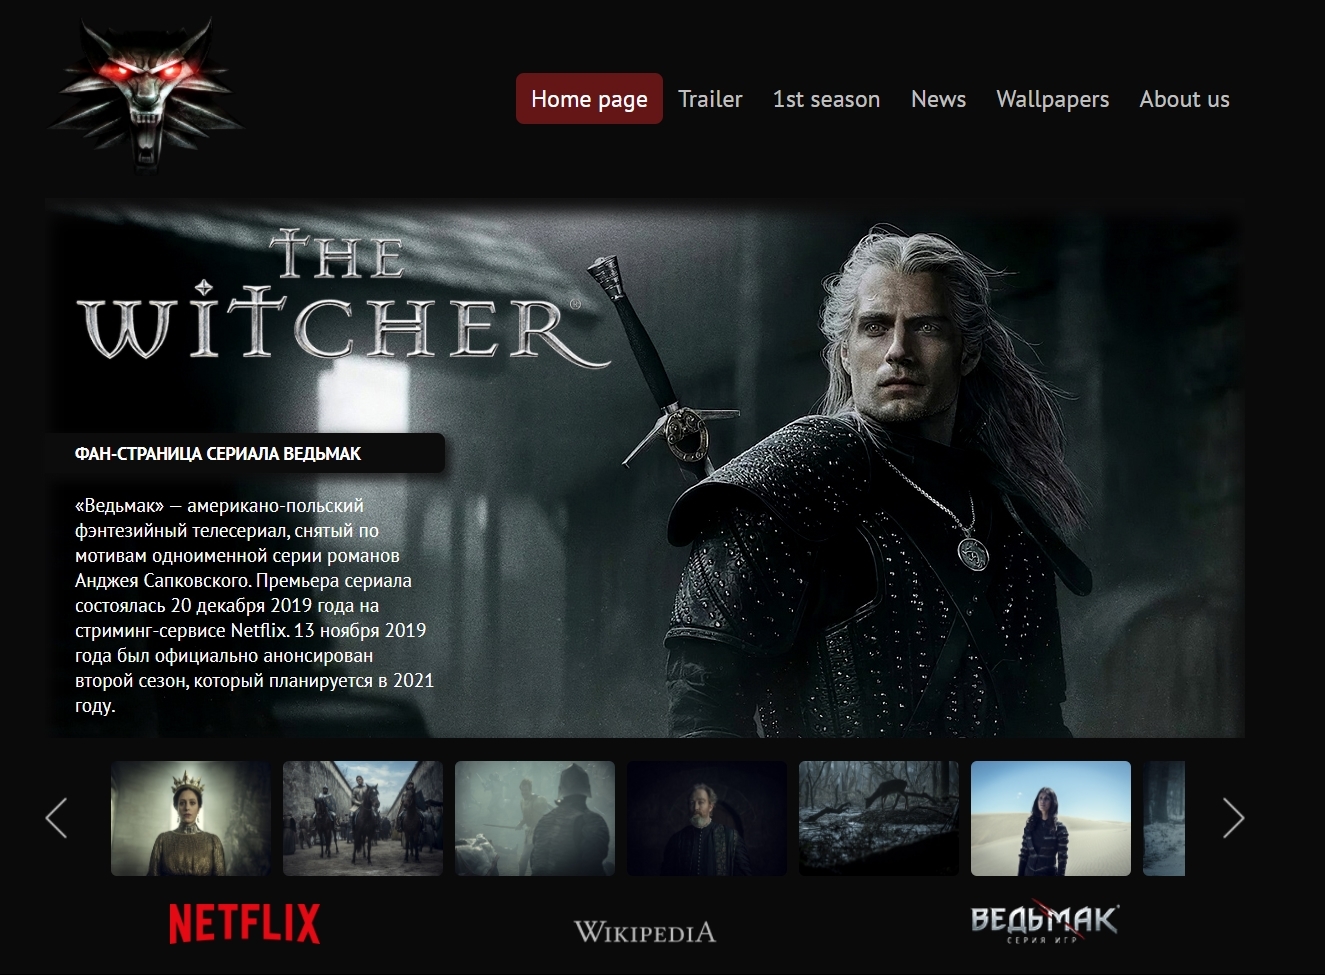 Home page
Trailer
1st season
News
Wallpapers
About us
THE
WITCHER®
ФАН-СТРАНИЦА СЕРИАЛА ВЕДЬМАК
«Ведьмак» — американо-польский
фэнтезийный телесериал, снятый по
мотивам одноименной серии романов
Анджея Сапковского. Премьера сериала
состоялась 20 декабря 2019 года на
стриминг-сервисе Netflix. 13 ноября 2019
года был официально анонсирован
второй сезон, который планируется в 2021
году.
NETFLIX
WIKIPEDIA
ВЕДЬМАК
СЕРИЯ ИГР